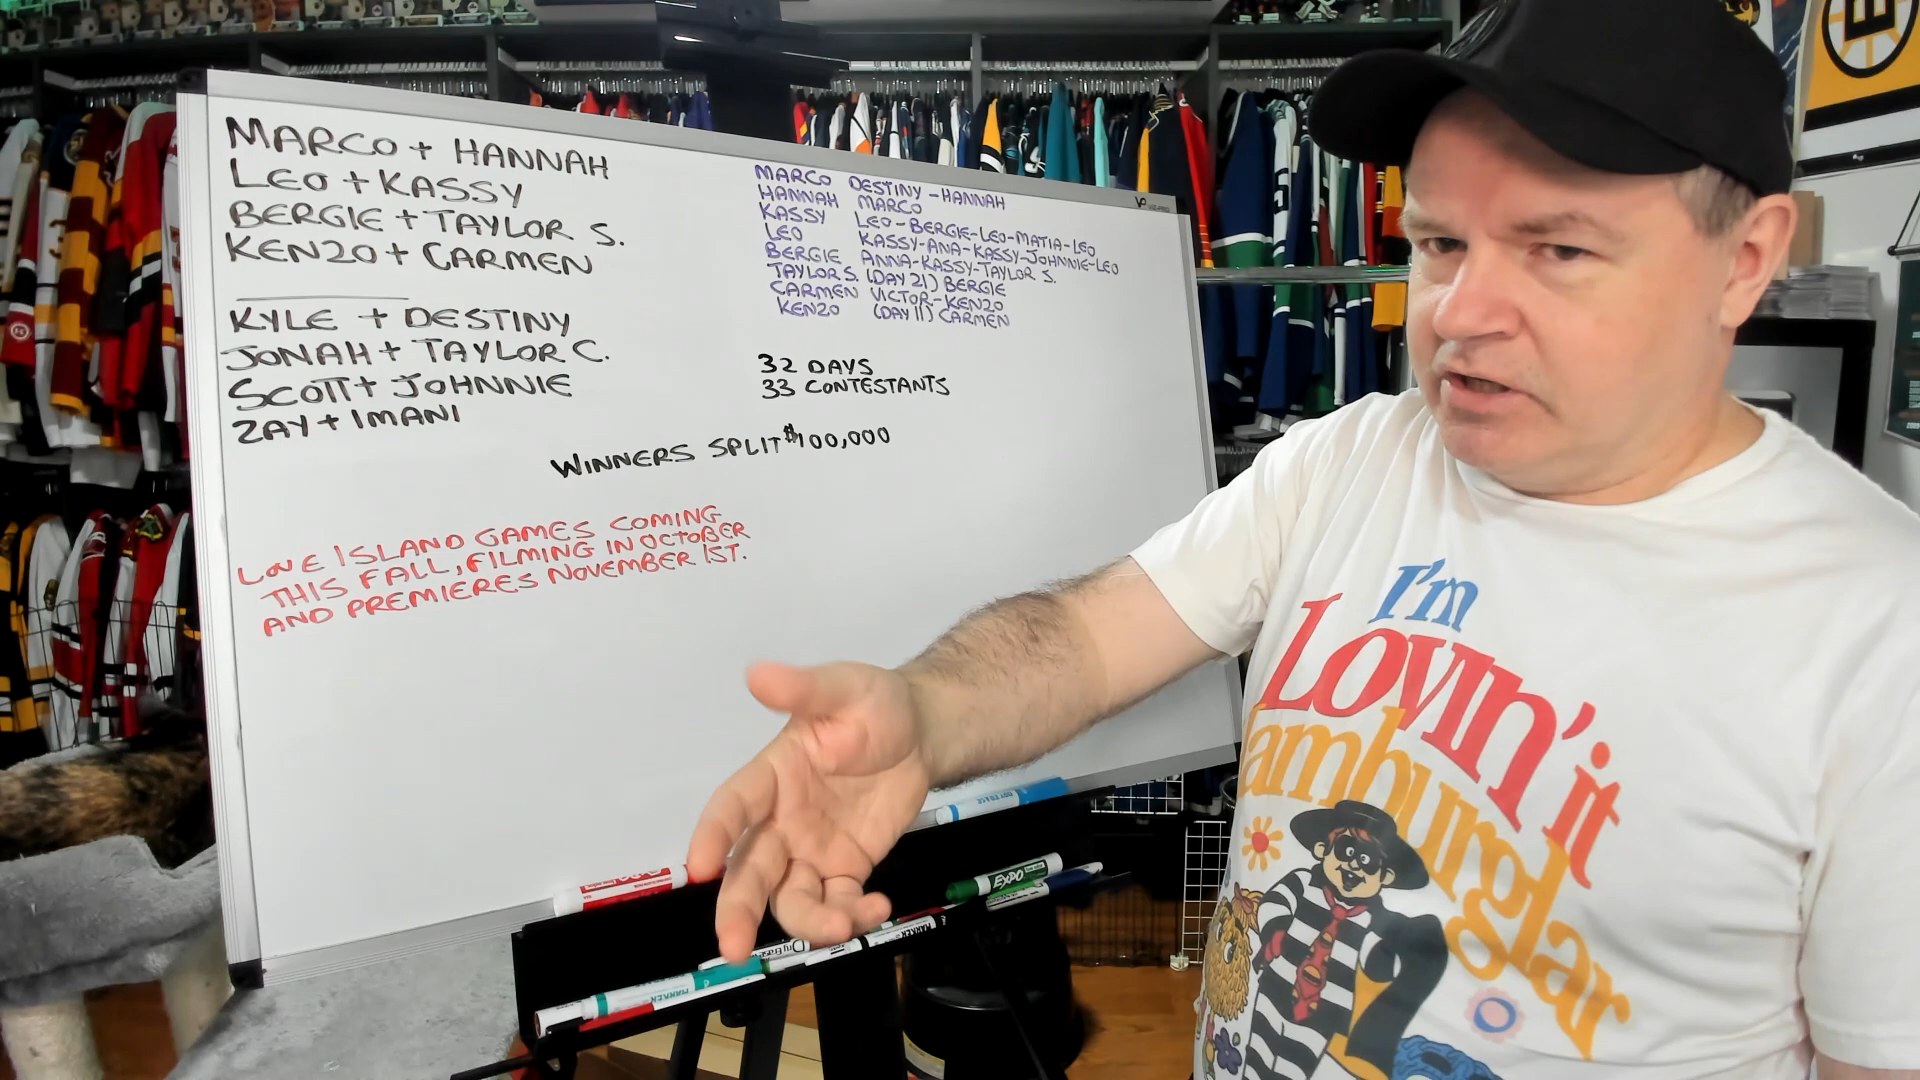 MARCO + HANNAH
LEO + KASSY
BERGIE + TAYLOR S.
KENZO + CARMEN
KYLE + DESTINY
JONAH + TAYLOR C.
SCOTT + JOHNNIE
ZAY + IMANI
MARCO DESTINY - HANNAH
HANNAH MARCO
KASSY LEO-BERGIE-LEO-MATIA-LEO
LEO KASSY-ANA-KASSY-JOHNNIE-LEO
BERGIE ANNA-KASSY-TAYLOR S.
TAYLOR S. (DAY 21) BERGIE
CARMEN VICTOR-KENZO
KENZO (DAY 11) CARMEN
32 DAYS
33 CONTESTANTS
WINNERS SPLIT $100,000
LOVE ISLAND GAMES COMING
THIS FALL, FILMING IN OCTOBER
AND PREMIERES NOVEMBER 1ST.
I'm
Lovin' it
Hamburglar
EXPO
MARKER
MARKER
B